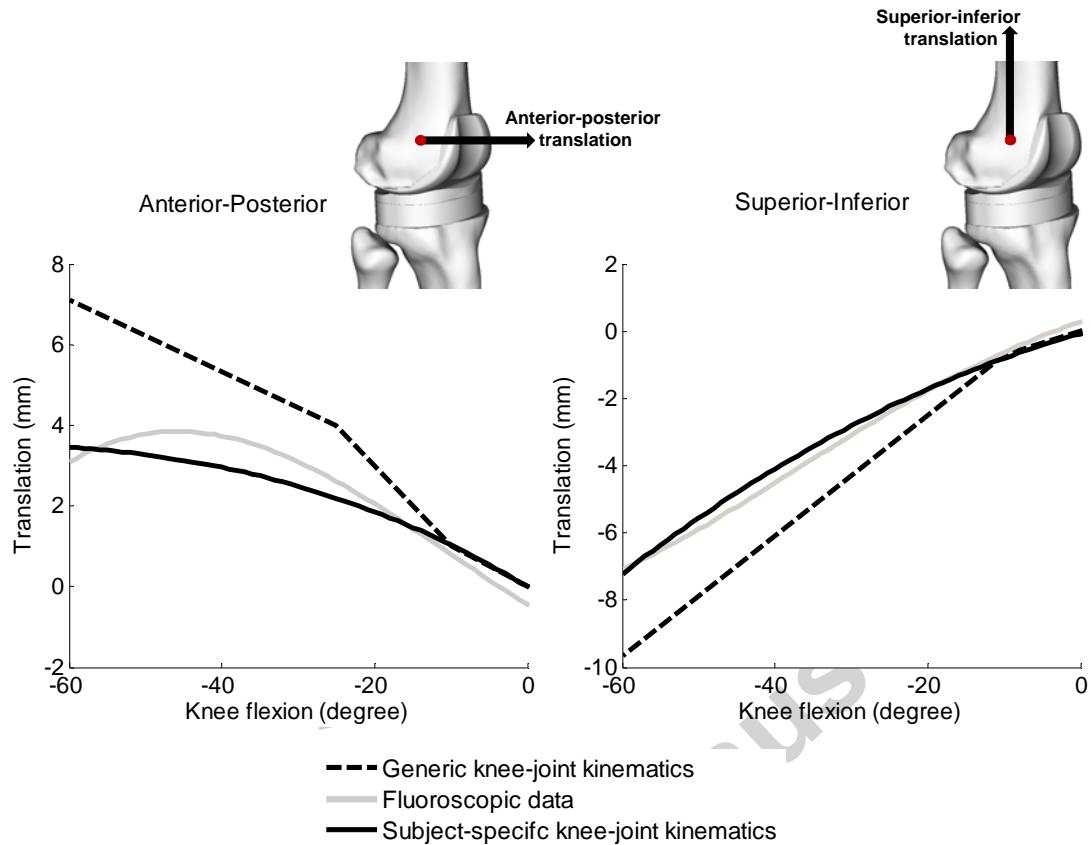 Superior-inferior
translation
Anterior-posterior
translation
Anterior-Posterior
Superior-Inferior
8
6
4
2
0
-2
Translation (mm)
-60
-40
-20
0
Knee flexion (degree)
2
0
-2
-4
-6
-8
-10
Translation (mm)
-60
-40
-20
0
Knee flexion (degree)
Generic knee-joint kinematics
Fluoroscopic data
Subject-specifc knee-joint kinematics